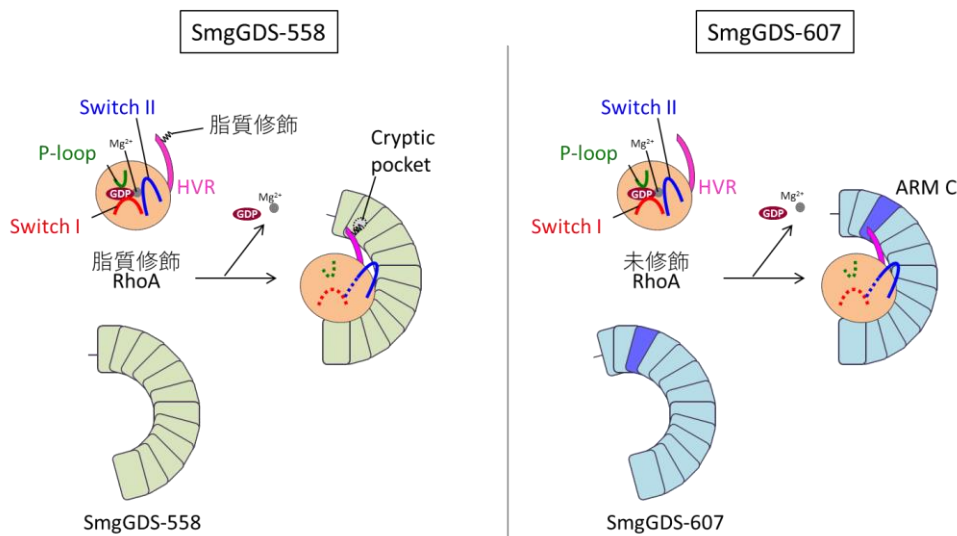 SmgGDS-558
Switch II
脂質修飾
Mg2+
P-loop
GDP
HVR
Switch I
脂質修飾
RhoA
Mg2+
GDP
Cryptic
pocket
SmgGDS-558
SmgGDS-607
Switch II
Mg2+
P-loop
GDP
HVR
Switch I
未修飾
RhoA
Mg2+
GDP
ARM C
SmgGDS-607